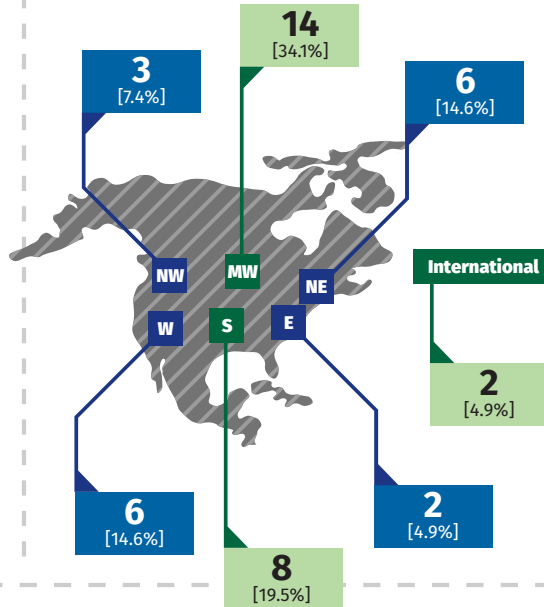 14
[34.1%]
3
[7.4%]
6
[14.6%]
NW
MW
NE
International
W
S
E
2
[4.9%]
6
[14.6%]
2
[4.9%]
8
[19.5%]